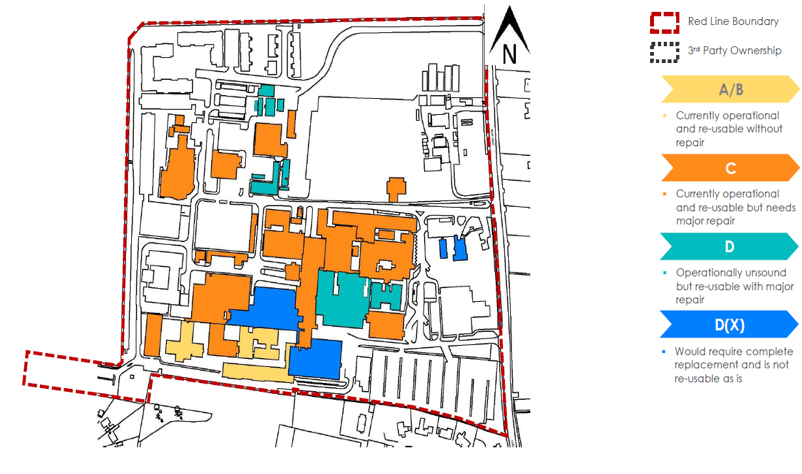 N
Red Line Boundary
3rd Party Ownership
A/B
▪ Currently operational
and re-usable without
repair
C
▪ Currently operational
and re-usable but needs
major repair
D
▪ Operationally unsound
but re-usable with major
repair
D(X)
▪ Would require complete
replacement and is not
re-usable as is